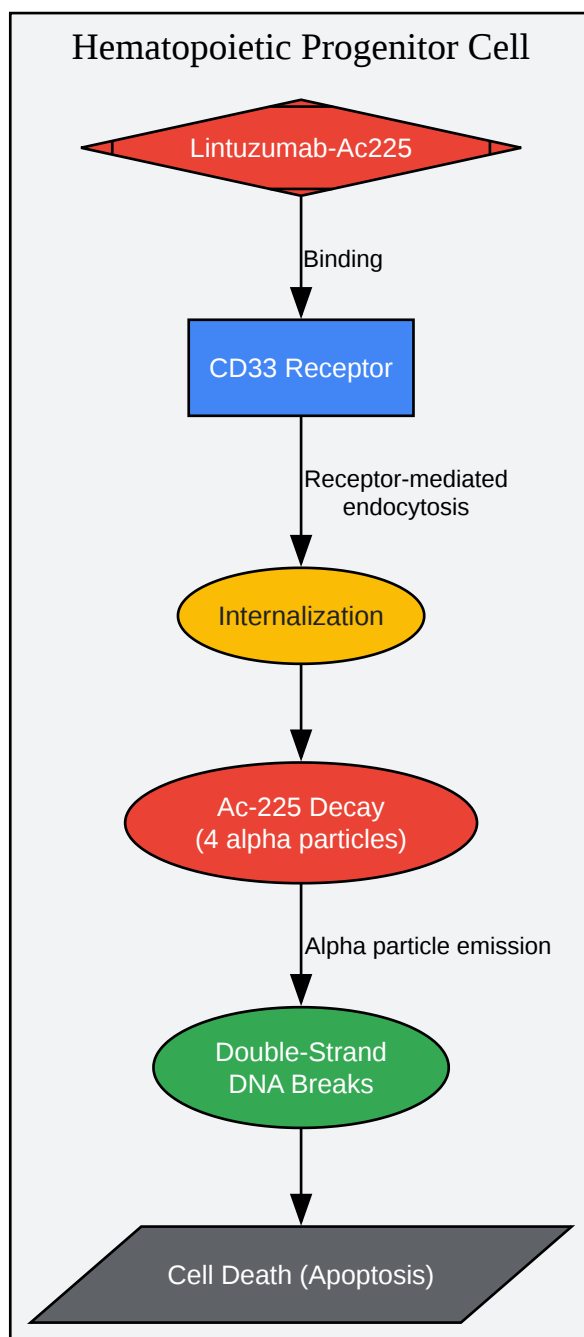 Hematopoietic Progenitor Cell
Lintuzumab-Ac225
Binding
CD33 Receptor
Receptor-mediated
endocytosis
Internalization
Ac-225 Decay
(4 alpha particles)
Alpha particle emission
Double-Strand
DNA Breaks
Cell Death (Apoptosis)